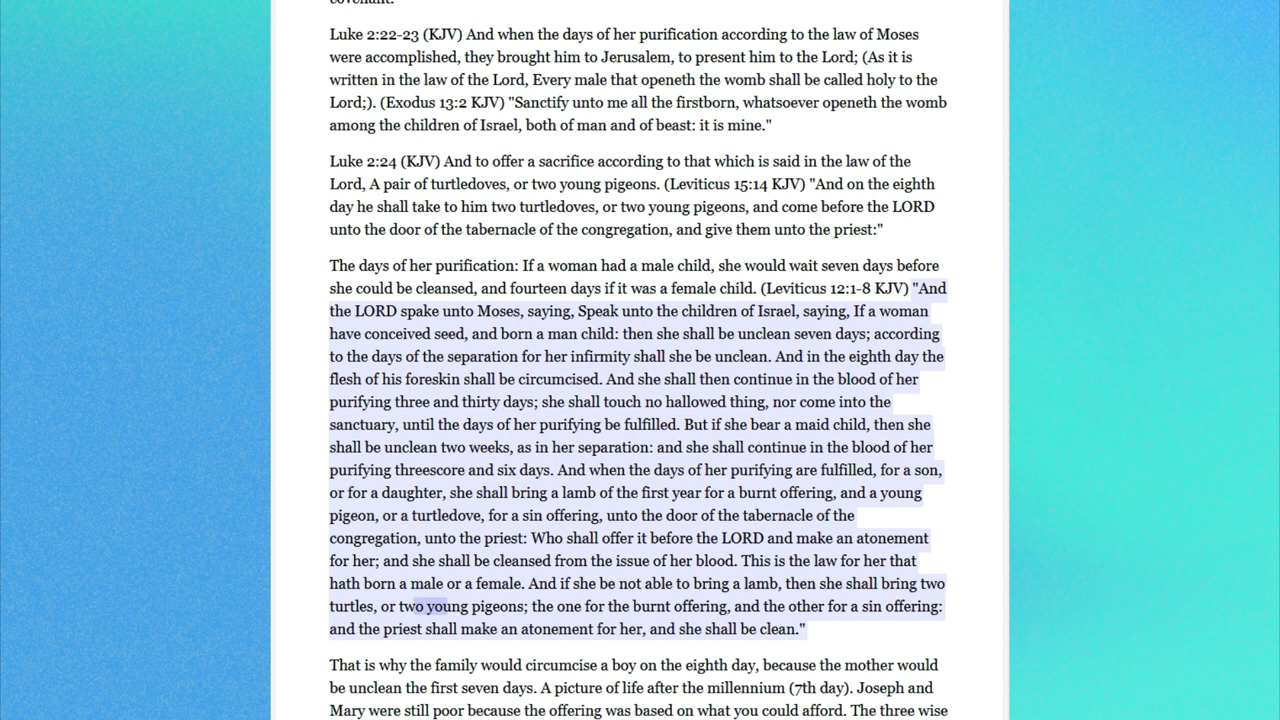 covenant.
Luke 2:22-23 (KJV) And when the days of her purification according to the law of Moses
were accomplished, they brought him to Jerusalem, to present him to the Lord; (As it is
written in the law of the Lord, Every male that openeth the womb shall be called holy to the
Lord;). (Exodus 13:2 KJV) "Sanctify unto me all the firstborn, whatsoever openeth the womb
among the children of Israel, both of man and of beast: it is mine."
Luke 2:24 (KJV) And to offer a sacrifice according to that which is said in the law of the
Lord, A pair of turtledoves, or two young pigeons. (Leviticus 15:14 KJV) "And on the eighth
day he shall take to him two turtledoves, or two young pigeons, and come before the LORD
unto the door of the tabernacle of the congregation, and give them unto the priest:"
The days of her purification: If a woman had a male child, she would wait seven days before
she could be cleansed, and fourteen days if it was a female child. (Leviticus 12:1-8 KJV) "And
the LORD spake unto Moses, saying, Speak unto the children of Israel, saying, If a woman
have conceived seed, and born a man child: then she shall be unclean seven days; according
to the days of the separation for her infirmity shall she be unclean. And in the eighth day the
flesh of his foreskin shall be circumcised. And she shall then continue in the blood of her
purifying three and thirty days; she shall touch no hallowed thing, nor come into the
sanctuary, until the days of her purifying be fulfilled. But if she bear a maid child, then she
shall be unclean two weeks, as in her separation: and she shall continue in the blood of her
purifying threescore and six days. And when the days of her purifying are fulfilled, for a son,
or for a daughter, she shall bring a lamb of the first year for a burnt offering, and a young
pigeon, or a turtledove, for a sin offering, unto the door of the tabernacle of the
congregation, unto the priest: Who shall offer it before the LORD and make an atonement
for her; and she shall be cleansed from the issue of her blood. This is the law for her that
hath born a male or a female. And if she be not able to bring a lamb, then she shall bring two
turtles, or two young pigeons; the one for the burnt offering, and the other for a sin offering:
and the priest shall make an atonement for her, and she shall be clean."
That is why the family would circumcise a boy on the eighth day, because the mother would
be unclean the first seven days. A picture of life after the millennium (7th day). Joseph and
Mary were still poor because the offering was based on what you could afford. The three wise